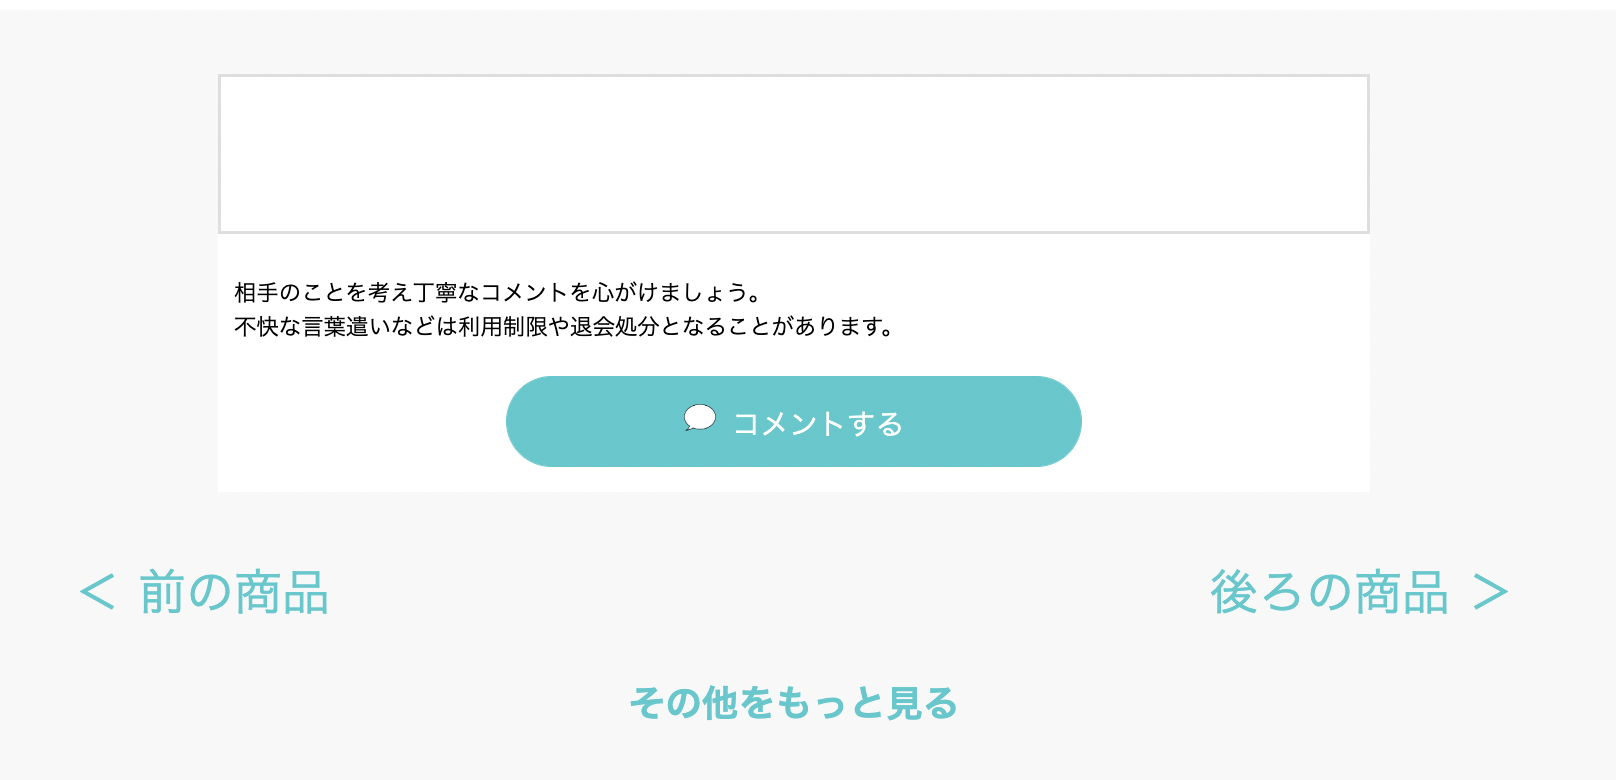 相手のことを考え丁寧なコメントを心がけましょう。
不快な言葉遣いなどは利用制限や退会処分となることがあります。
コメントする
＜ 前の商品
後ろの商品 ＞
その他をもっと見る